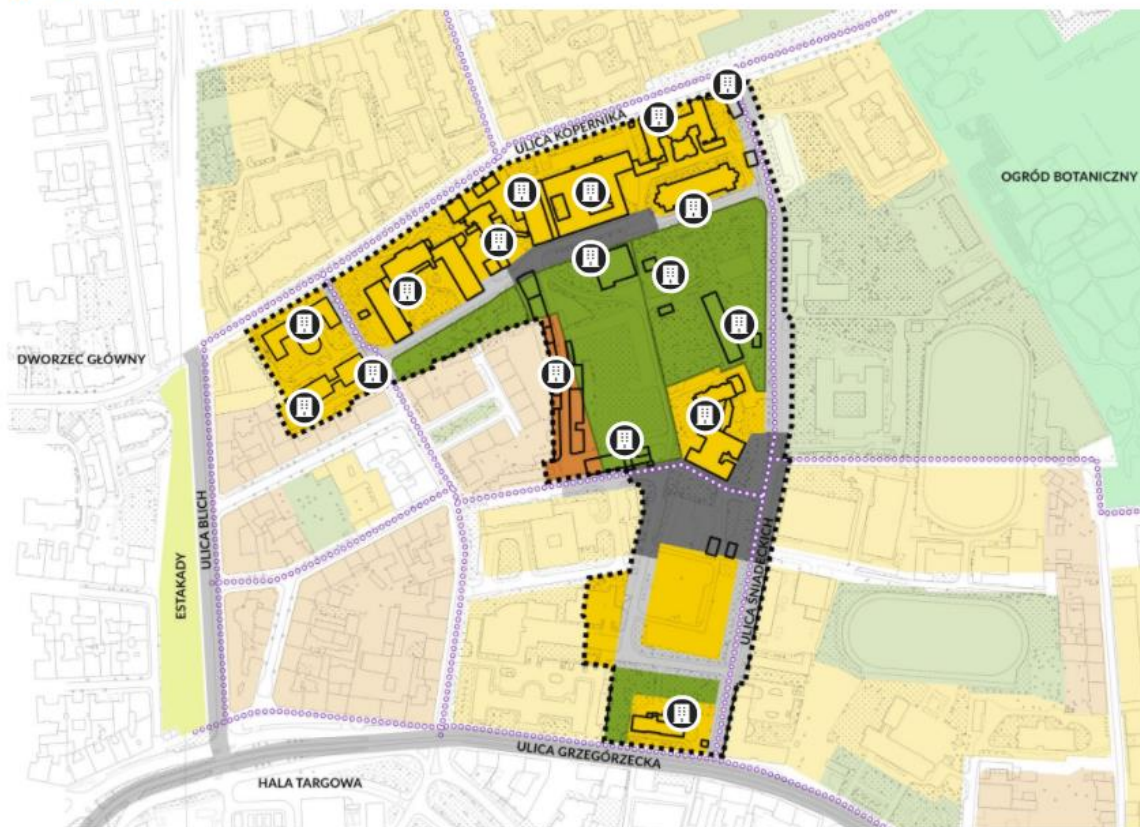 ULICA KOPERNIKA
OGRÓD BOTANICZNY
DWORZEC GŁÓWNY
ULICA BLICH
ESTAKADY
ULICA ŚNIADECKICH
ULICA GRZEGÓRZECKA
HALA TARGOWA